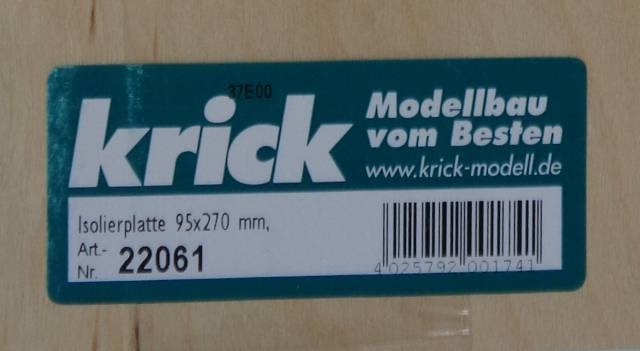 37E00
krick
Modellbau
vom Besten
www.krick-modell.de
Isolierplatte 95x270 mm,
Art.-
Nr. 22061
4 025792 001741